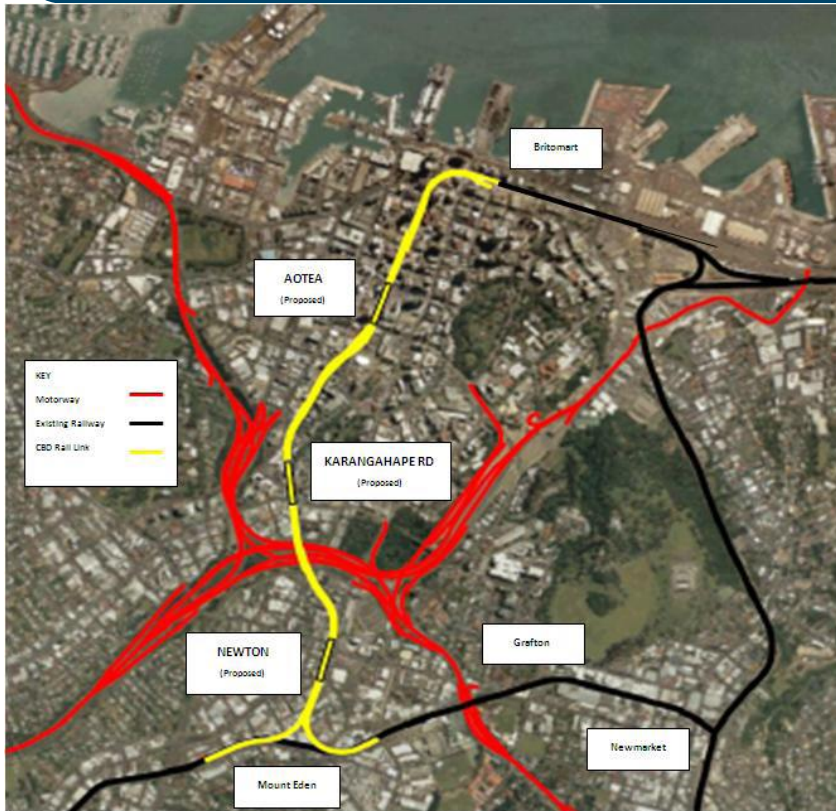 Britomart
AOTEA
(Proposed)
KEY
Motorway
Existing Railway
CBD Rail Link
KARANGAHAPE RD
(Proposed)
NEWTON
(Proposed)
Grafton
Newmarket
Mount Eden